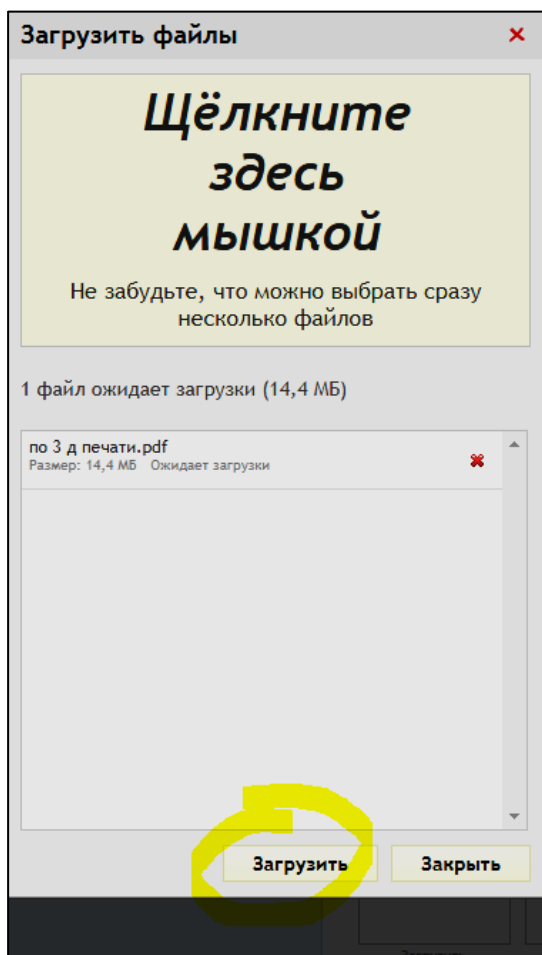 Загрузить файлы
Щёлкните
здесь
мышкой
Не забудьте, что можно выбрать сразу
несколько файлов
1 файл ожидает загрузки (14,4 МБ)
по 3 д печати.pdf
Размер: 14,4 МБ Ожидает загрузки
Загрузить
Закрыть